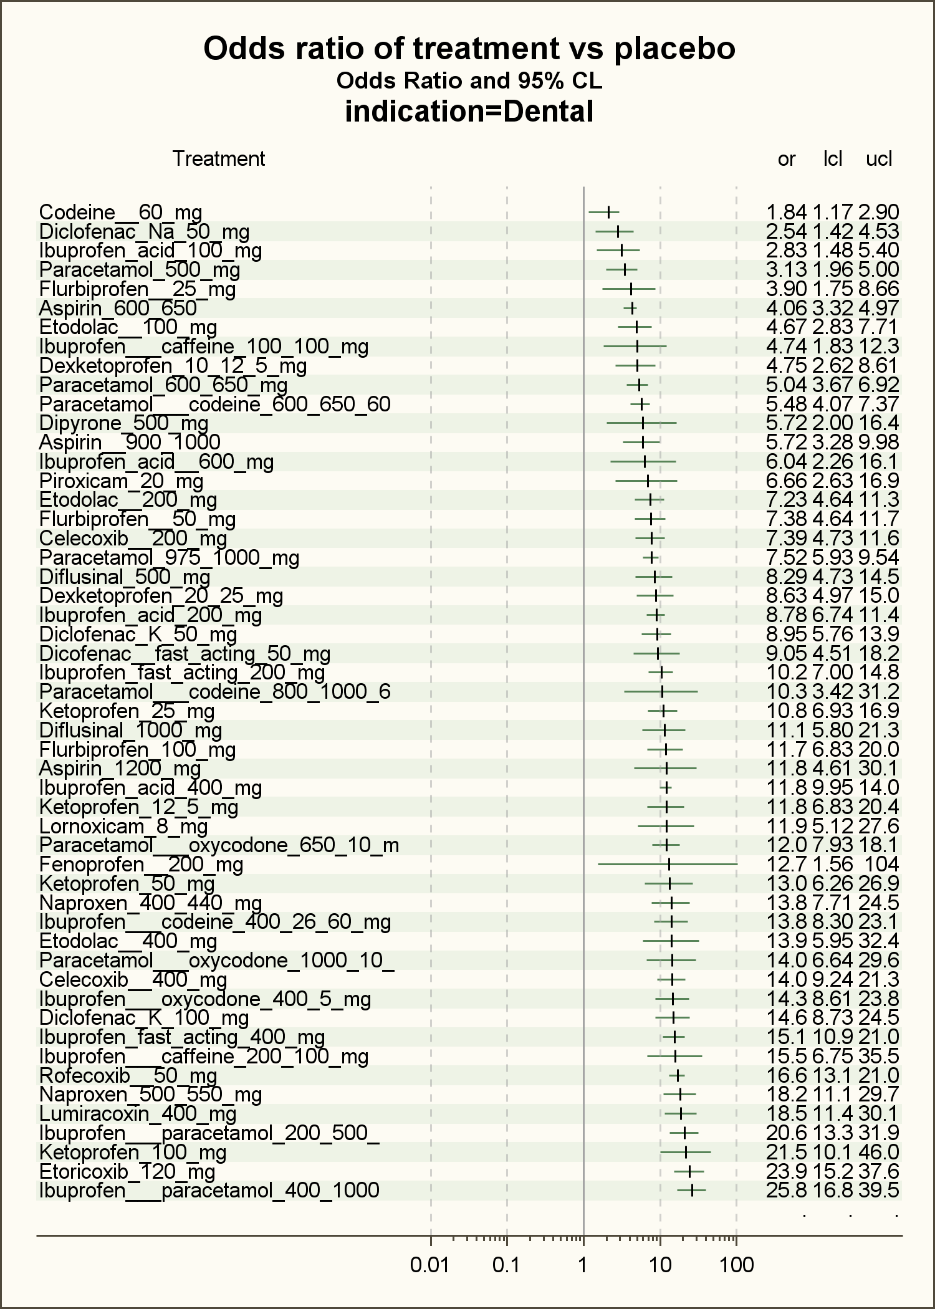 Odds ratio of treatment vs placebo
Odds Ratio and 95% CL
indication=Dental
Treatment or lcl ucl
Codeine__60_mg 1.84 1.17 2.90
Diclofenac_Na_50_mg 2.54 1.42 4.53
Ibuprofen_acid_100_mg 2.83 1.48 5.40
Paracetamol_500_mg 3.13 1.96 5.00
Flurbiprofen__25_mg 3.90 1.75 8.66
Aspirin_600_650 4.06 3.32 4.97
Etodolac__100_mg 4.67 2.83 7.71
Ibuprofen___caffeine_100_100_mg 4.74 1.83 12.3
Dexketoprofen_10_12_5_mg 4.75 2.62 8.61
Paracetamol_600_650_mg 5.04 3.67 6.92
Paracetamol___codeine_600_650_60 5.48 4.07 7.37
Dipyrone_500_mg 5.72 2.00 16.4
Aspirin__900_1000 5.72 3.28 9.98
Ibuprofen_acid__600_mg 6.04 2.26 16.1
Piroxicam_20_mg 6.66 2.63 16.9
Etodolac__200_mg 7.23 4.64 11.3
Flurbiprofen__50_mg 7.38 4.64 11.7
Celecoxib__200_mg 7.39 4.73 11.6
Paracetamol_975_1000_mg 7.52 5.93 9.54
Diflusinal_500_mg 8.29 4.73 14.5
Dexketoprofen_20_25_mg 8.63 4.97 15.0
Ibuprofen_acid_200_mg 8.78 6.74 11.4
Diclofenac_K_50_mg 8.95 5.76 13.9
Dicofenac__fast_acting_50_mg 9.05 4.51 18.2
Ibuprofen_fast_acting_200_mg 10.2 7.00 14.8
Paracetamol___codeine_800_1000_6 10.3 3.42 31.2
Ketoprofen_25_mg 10.8 6.93 16.9
Diflusinal_1000_mg 11.1 5.80 21.3
Flurbiprofen_100_mg 11.7 6.83 20.0
Aspirin_1200_mg 11.8 4.61 30.1
Ibuprofen_acid_400_mg 11.8 9.95 14.0
Ketoprofen_12_5_mg 11.8 6.83 20.4
Lornoxicam_8_mg 11.9 5.12 27.6
Paracetamol___oxycodone_650_10_m 12.0 7.93 18.1
Fenoprofen__200_mg 12.7 1.56 104
Ketoprofen_50_mg 13.0 6.26 26.9
Naproxen_400_440_mg 13.8 7.71 24.5
Ibuprofen___codeine_400_26_60_mg 13.8 8.30 23.1
Etodolac__400_mg 13.9 5.95 32.4
Paracetamol___oxycodone_1000_10_ 14.0 6.64 29.6
Celecoxib__400_mg 14.0 9.24 21.3
Ibuprofen___oxycodone_400_5_mg 14.3 8.61 23.8
Diclofenac_K_100_mg 14.6 8.73 24.5
Ibuprofen_fast_acting_400_mg 15.1 10.9 21.0
Ibuprofen___caffeine_200_100_mg 15.5 6.75 35.5
Rofecoxib__50_mg 16.6 13.1 21.0
Naproxen_500_550_mg 18.2 11.1 29.7
Lumiracoxin_400_mg 18.5 11.4 30.1
Ibuprofen___paracetamol_200_500_ 20.6 13.3 31.9
Ketoprofen_100_mg 21.5 10.1 46.0
Etoricoxib_120_mg 23.9 15.2 37.6
Ibuprofen___paracetamol_400_1000 25.8 16.8 39.5
. . .
0.01 0.1 1 10 100